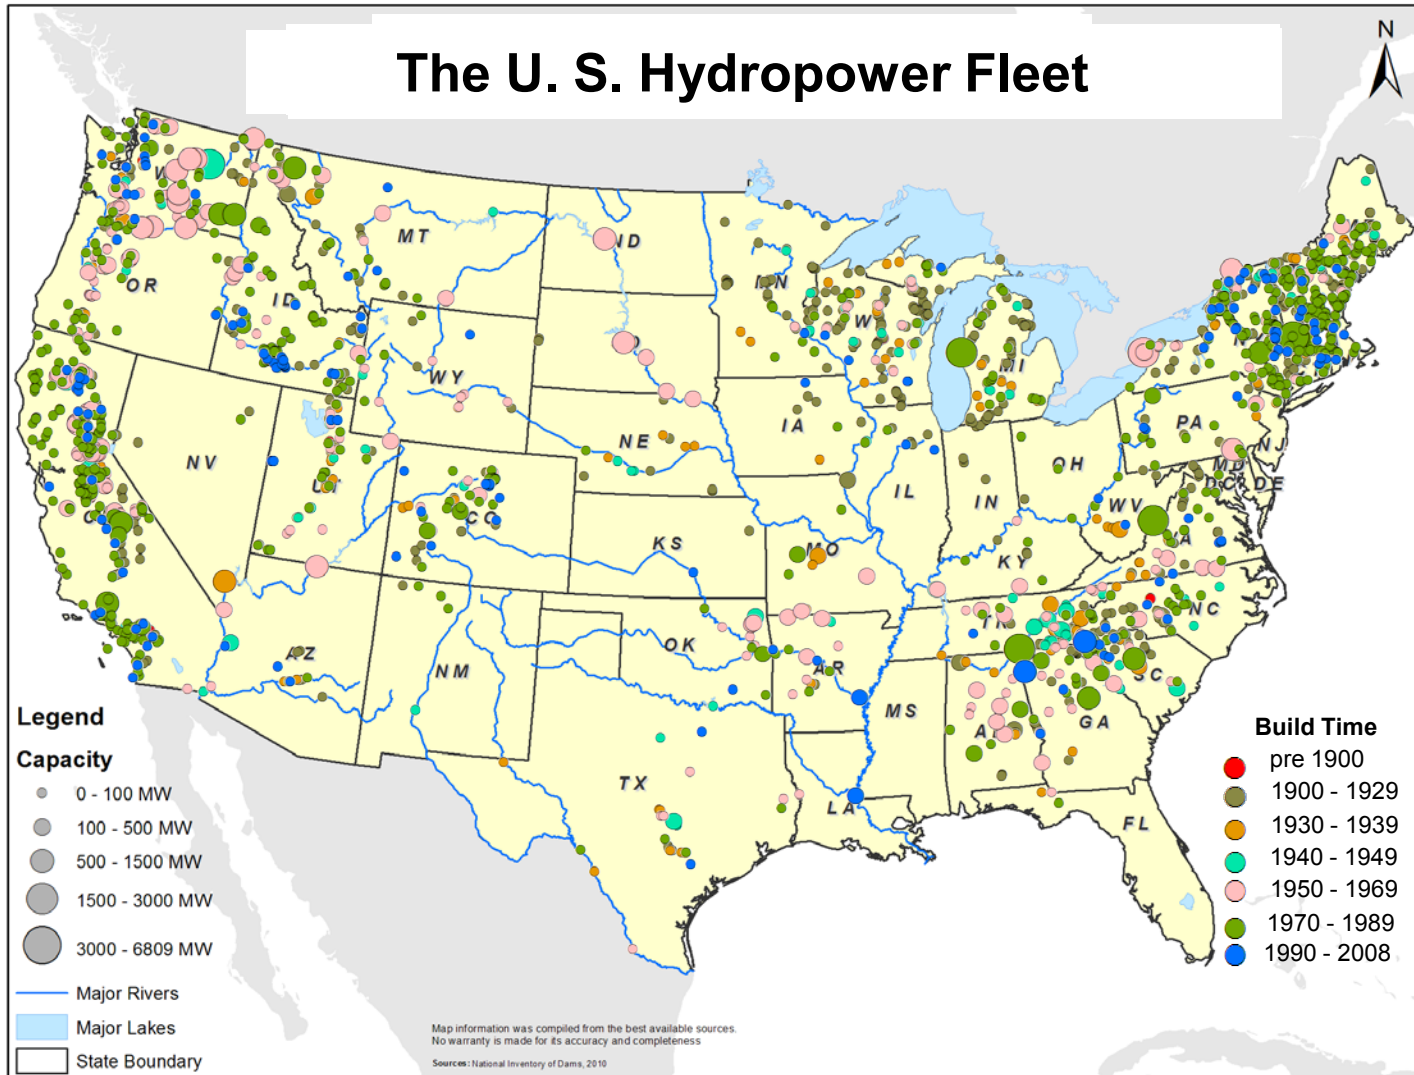 The U. S. Hydropower Fleet
N
MT
ND
MN
OR
ID
WI
MI
WY
IA
PA
NJ
NE
NV
OH
MD
DE
DC
IL
IN
WV
UT
CO
VA
KS
MO
KY
NC
TN
OK
AZ
NM
AR
SC
MS
GA
TX
LA
FL
Legend
Capacity
0 - 100 MW
100 - 500 MW
500 - 1500 MW
1500 - 3000 MW
3000 - 6809 MW
Major Rivers
Major Lakes
State Boundary
Build Time
pre 1900
1900 - 1929
1930 - 1939
1940 - 1949
1950 - 1969
1970 - 1989
1990 - 2008
Map information was compiled from the best available sources.
No warranty is made for its accuracy and completeness
Sources: National Inventory of Dams, 2010